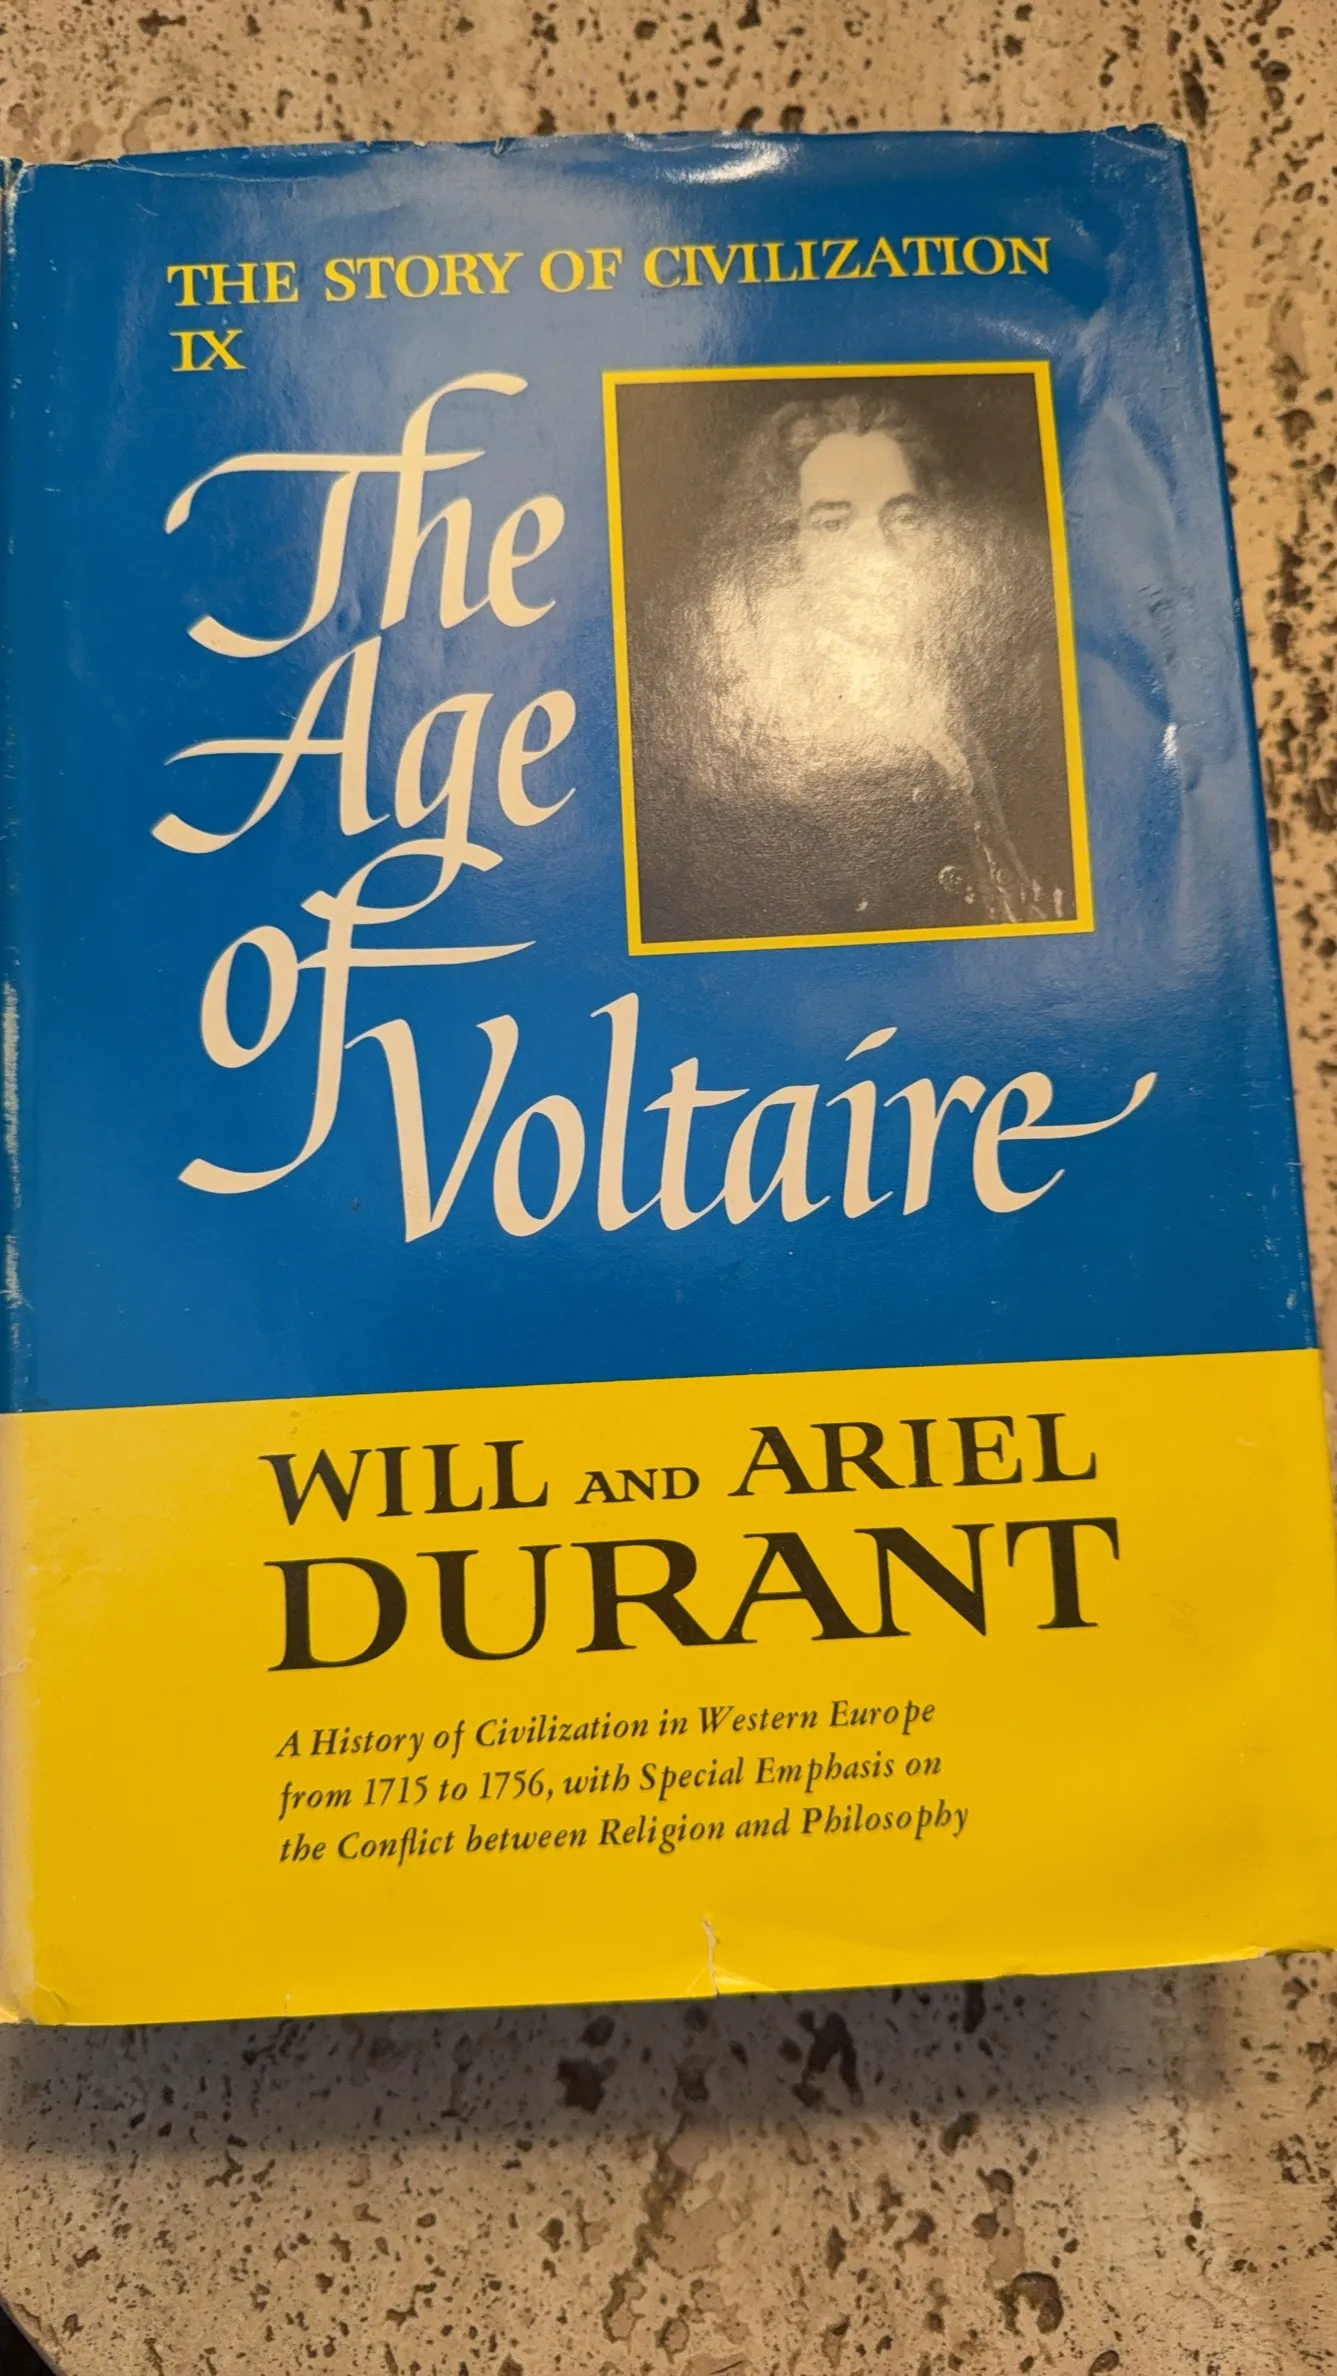 THE STORY OF CIVILIZATION
IX
The
Age
of
Voltaire
WILL AND ARIEL
DURANT
A History of Civilization in Western Europe
from 1715 to 1756, with Special Emphasis on
the Conflict between Religion and Philosophy